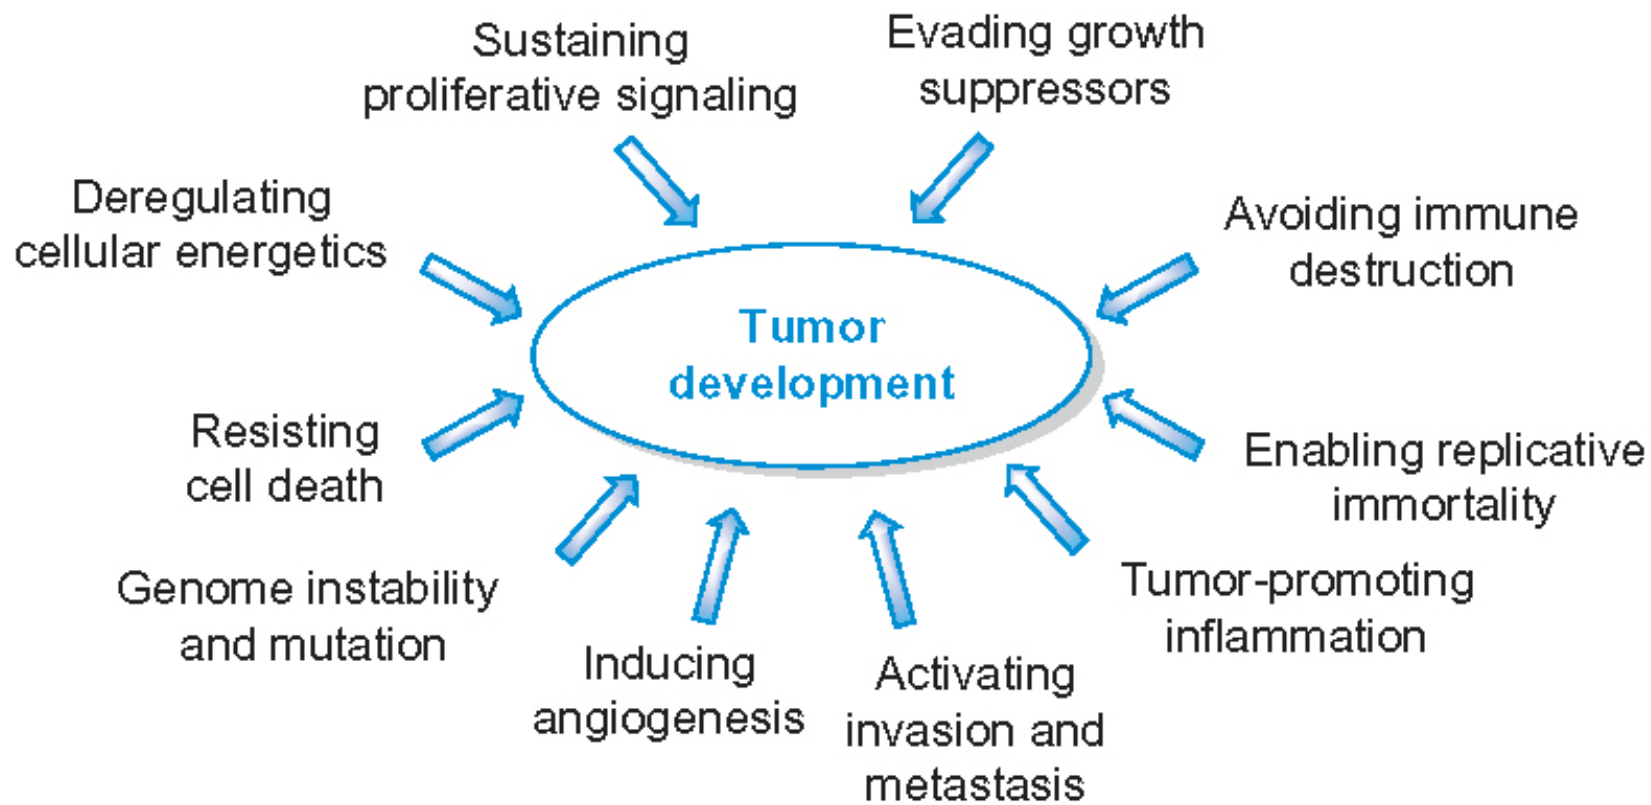 Sustaining
proliferative signaling
Evading growth
suppressors
Deregulating
cellular energetics
Avoiding immune
destruction
Tumor
development
Resisting
cell death
Enabling replicative
immortality
Genome instability
and mutation
Tumor-promoting
inflammation
Inducing
angiogenesis
Activating
invasion and
metastasis